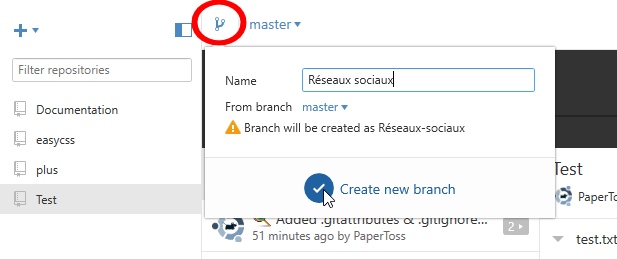 master
Filter repositories
Documentation
easycss
plus
Test
Name
Réseaux sociaux
From branch master
Branch will be created as Réseaux-sociaux
Create new branch
Added .gitattributes & .gitignore...
51 minutes ago by PaperToss
2
Test
PaperTo
test.txt